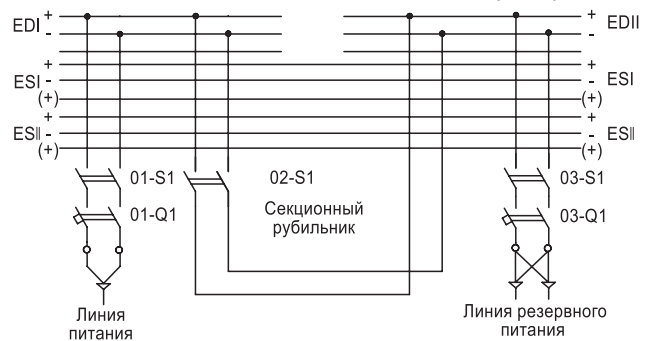 EDI + -
+ - EDII
ESI + - (+)
+ - (+) ESI
ESII + - (+)
+ - (+) ESII
01-S1
02-S1
03-S1
01-Q1
Секционный
рубильник
03-Q1
Линия
питания
Линия резервного
питания